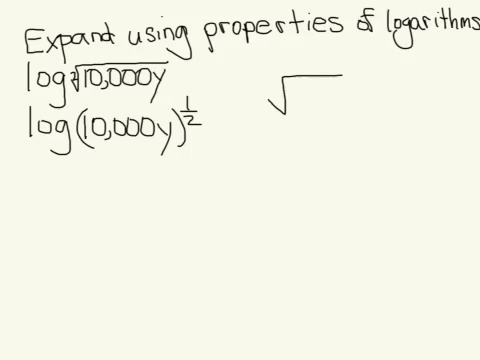 Expand using properties of logarithms
log √10,000y
log(10,000y)^1/2
√